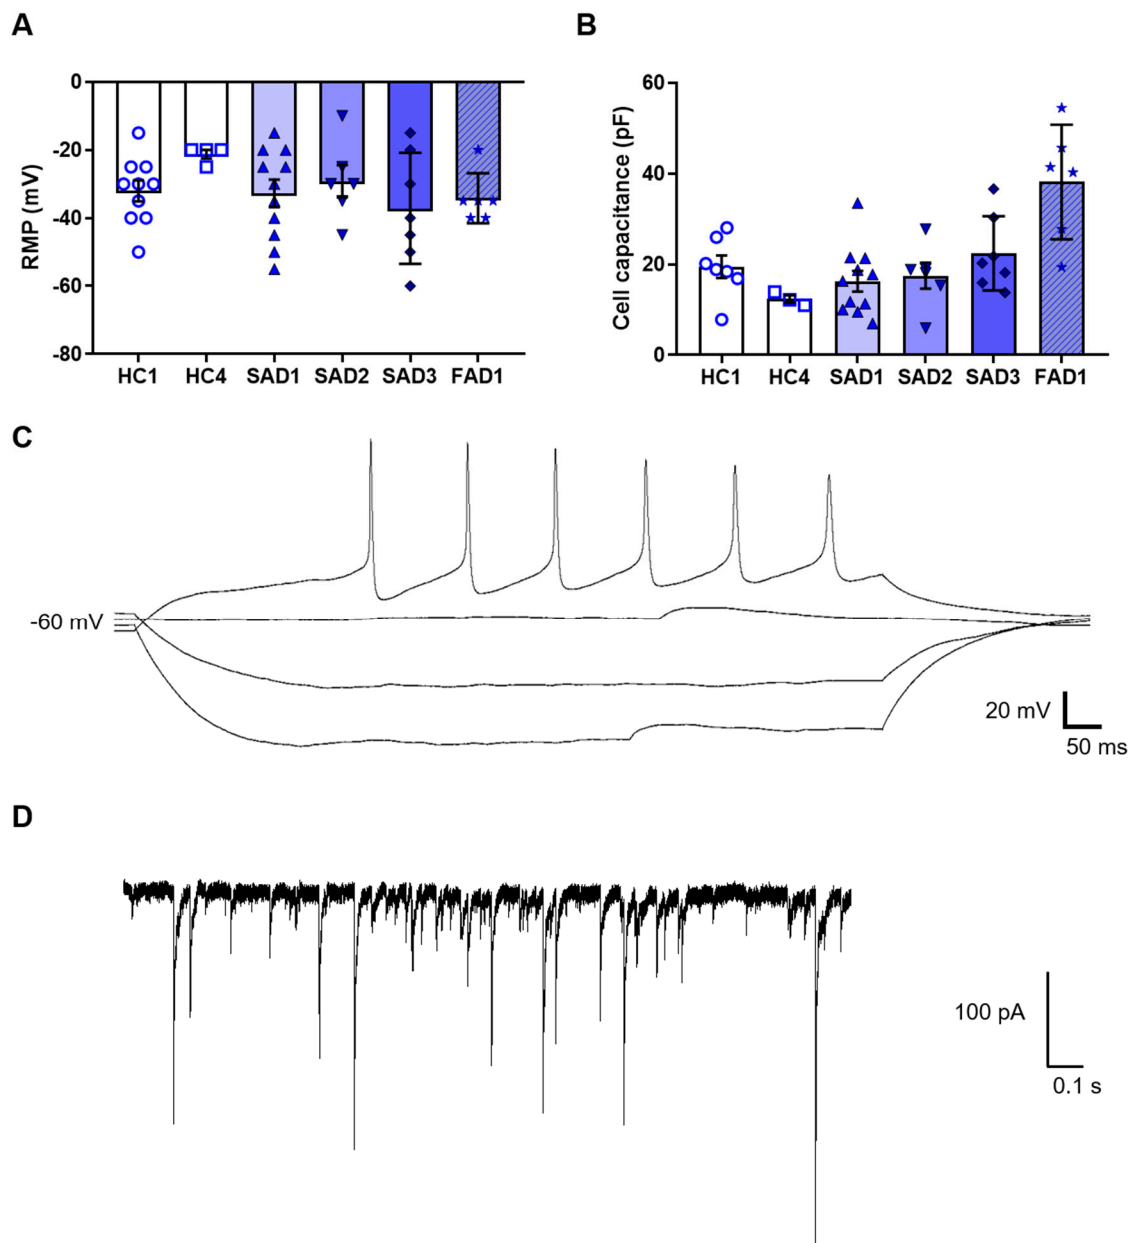 A
RMP (mV)
0
-20
-40
-60
-80
HC1 HC4 SAD1 SAD2 SAD3 FAD1
B
Cell capacitance (pF)
60
40
20
0
HC1 HC4 SAD1 SAD2 SAD3 FAD1
C
-60 mV
20 mV
50 ms
D
100 pA
0.1 s